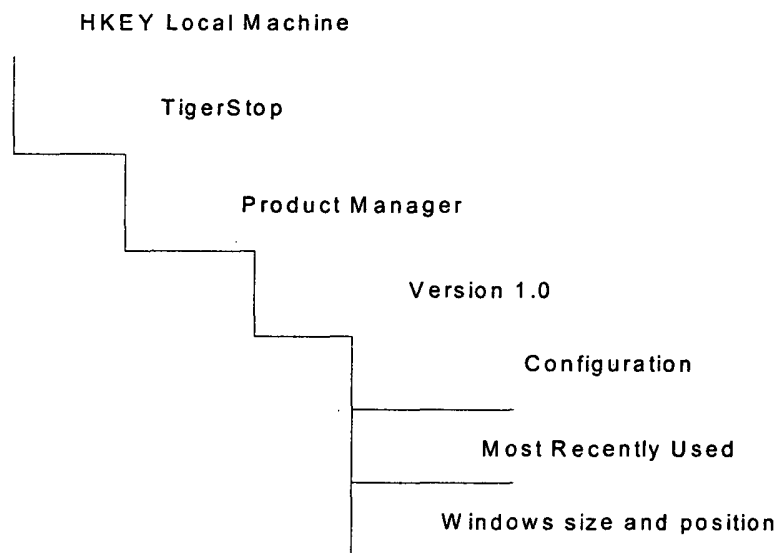 HKEY Local Machine
TigerStop
Product Manager
Version 1.0
Configuration
Most Recently Used
Windows size and position